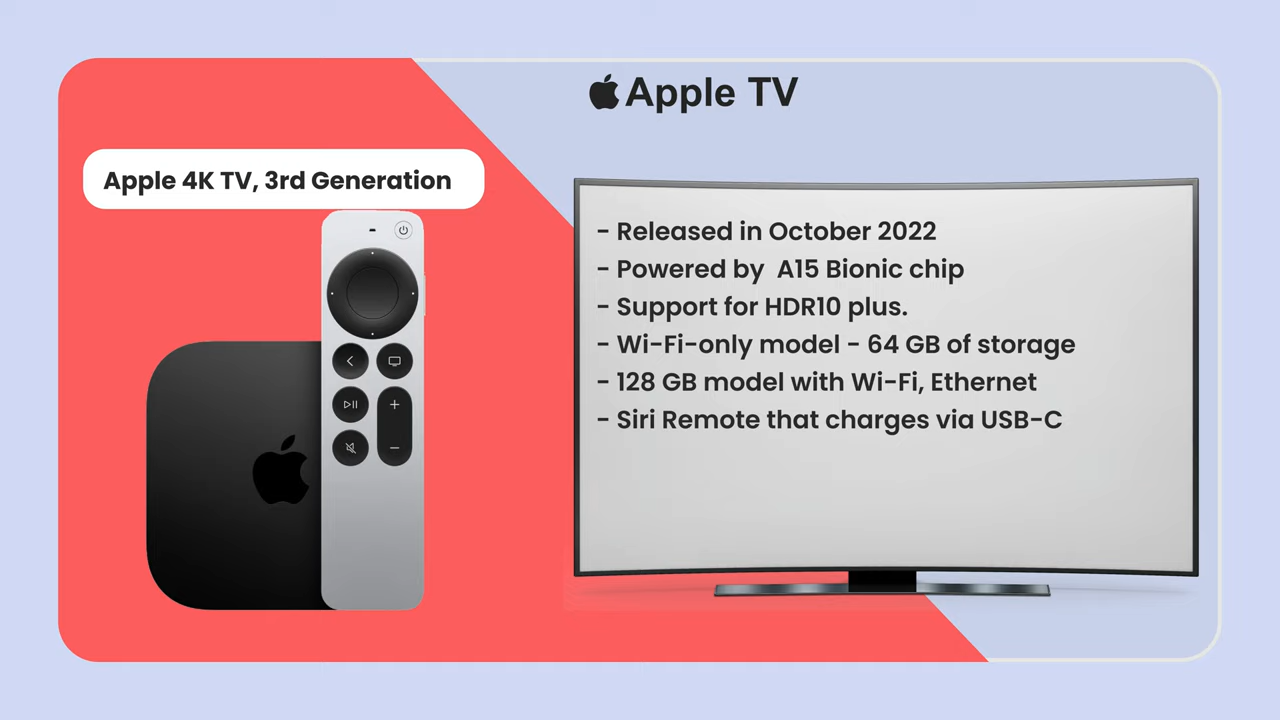 Apple TV
Apple 4K TV, 3rd Generation
- Released in October 2022
- Powered by  A15 Bionic chip
- Support for HDR10 plus.
- Wi-Fi-only model - 64 GB of storage
- 128 GB model with Wi-Fi, Ethernet
- Siri Remote that charges via USB-C